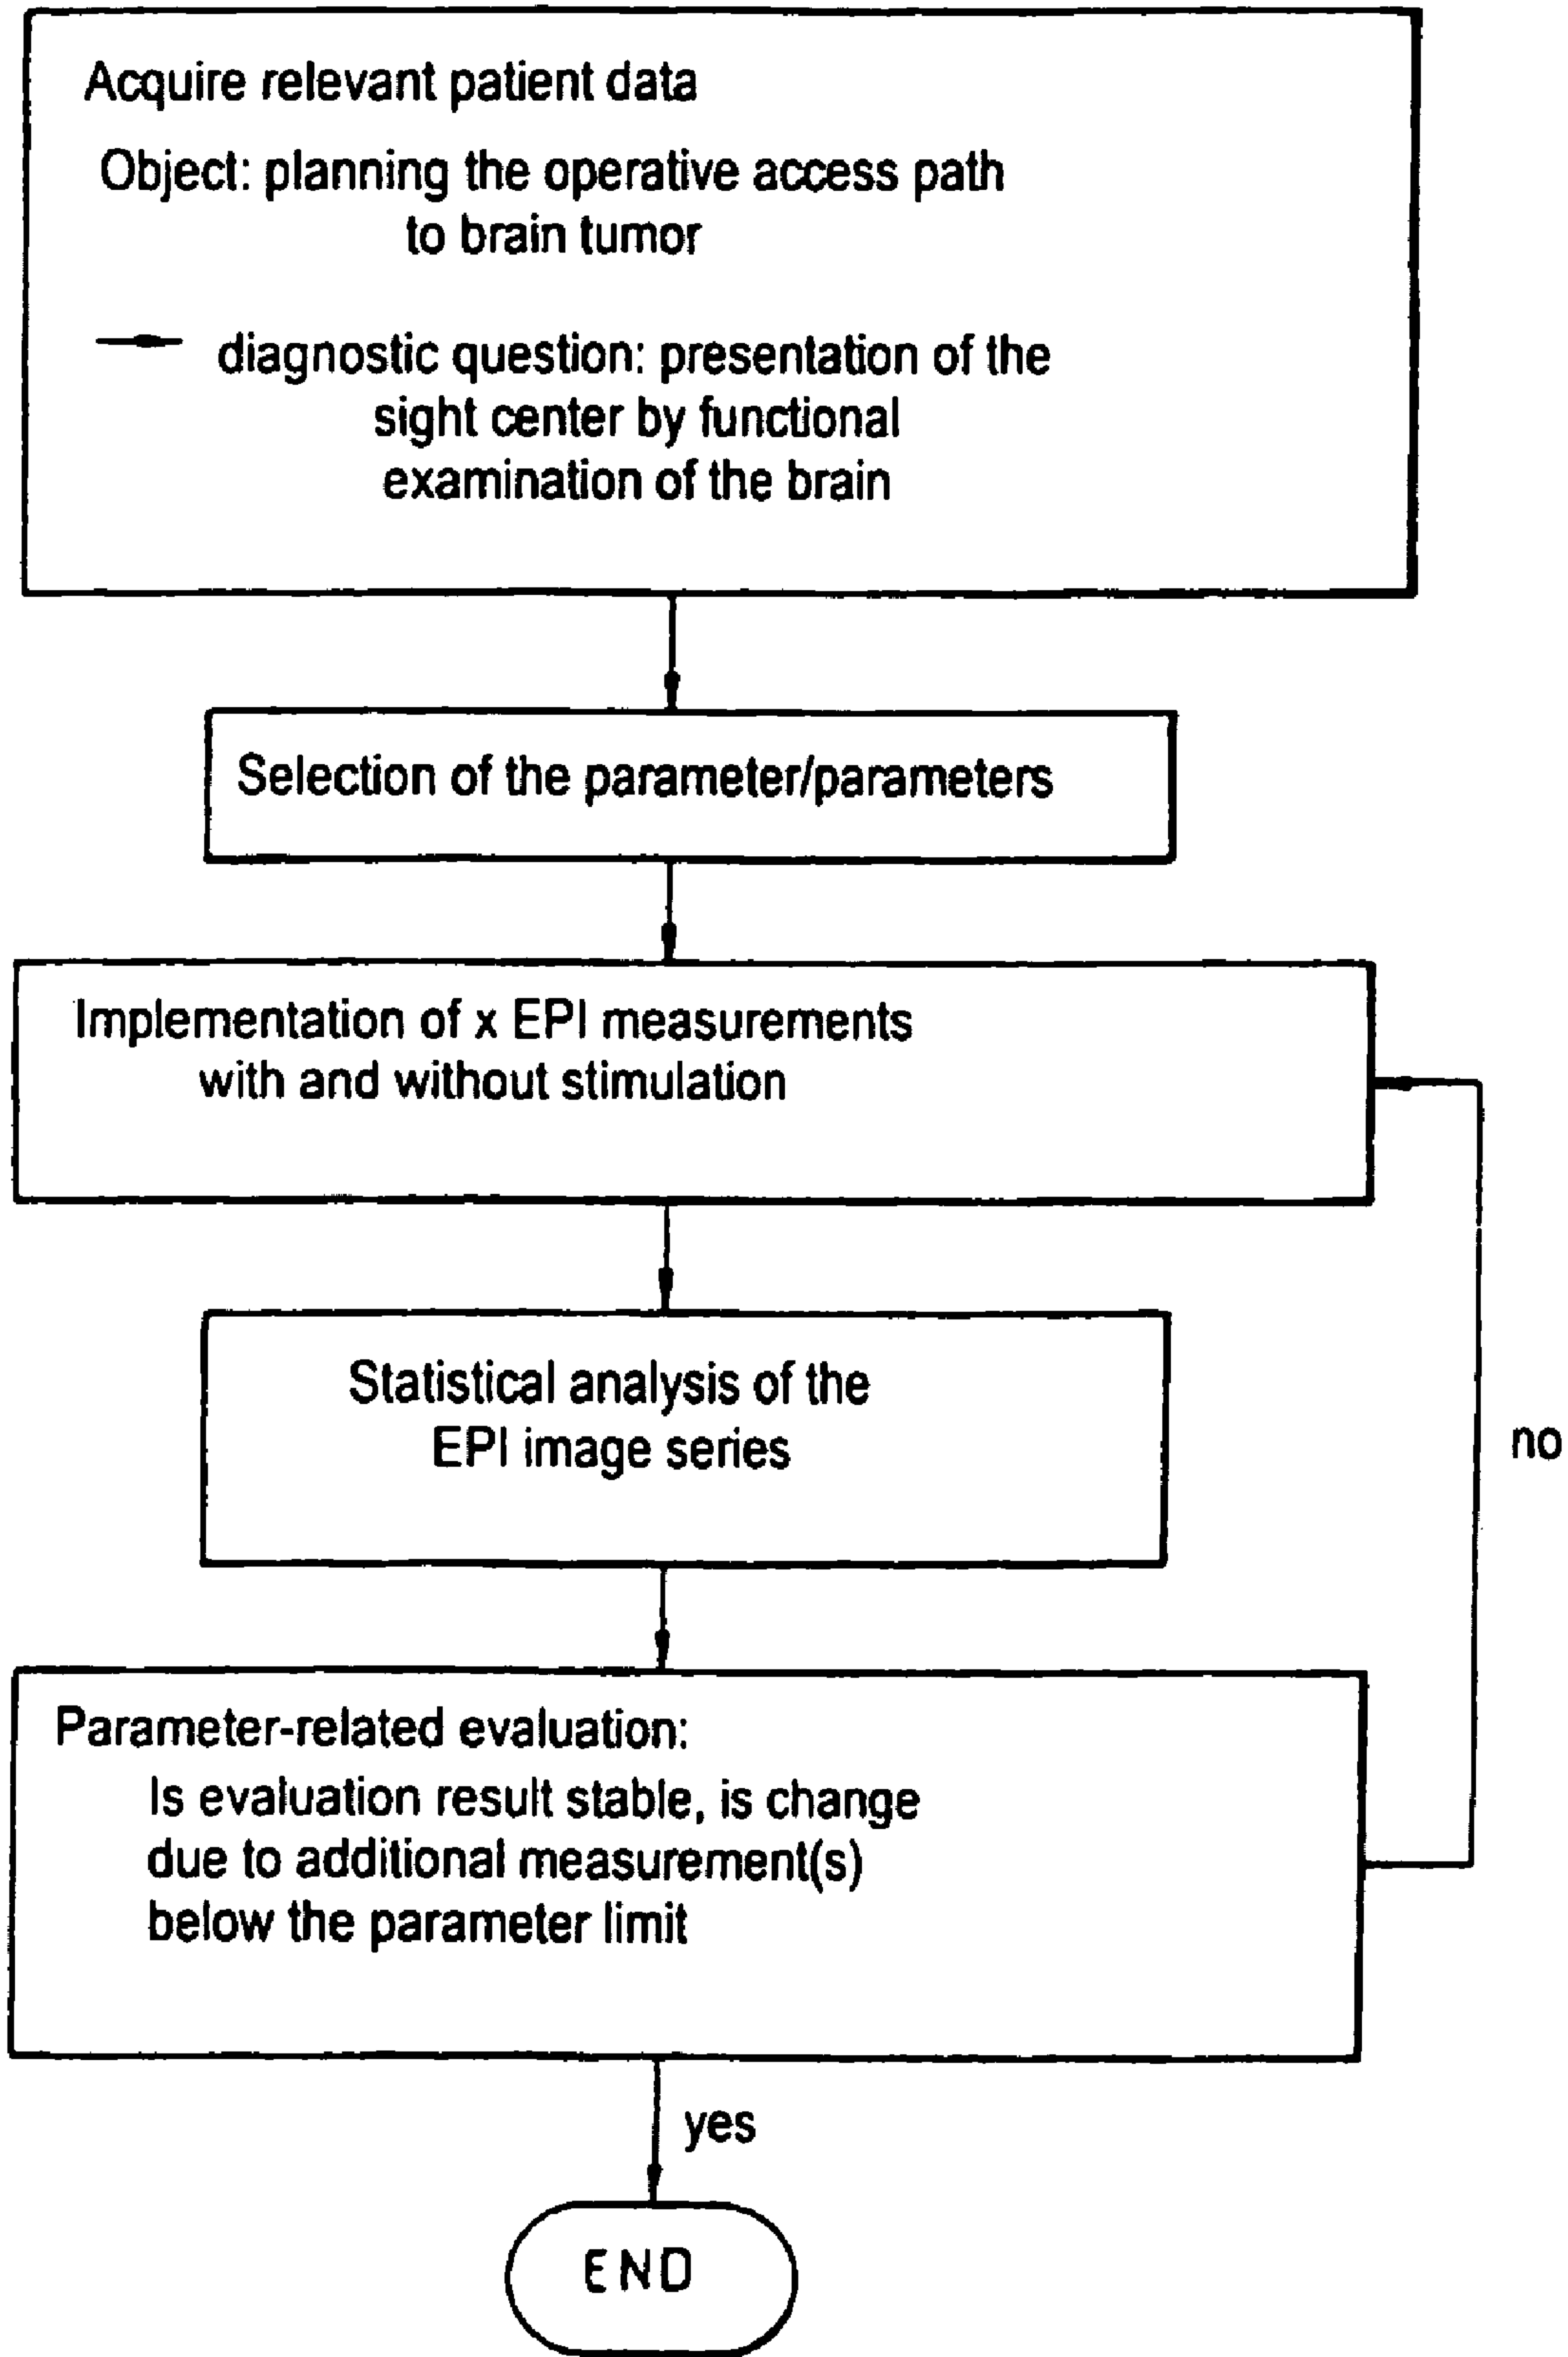 Acquire relevant patient data
Object: planning the operative access path
to brain tumor
diagnostic question: presentation of the
sight center by functional
examination of the brain
Selection of the parameter/parameters
Implementation of x EPI measurements
with and without stimulation
Statistical analysis of the
EPI image series
no
Parameter-related evaluation:
Is evaluation result stable, is change
due to additional measurement(s)
below the parameter limit
yes
END